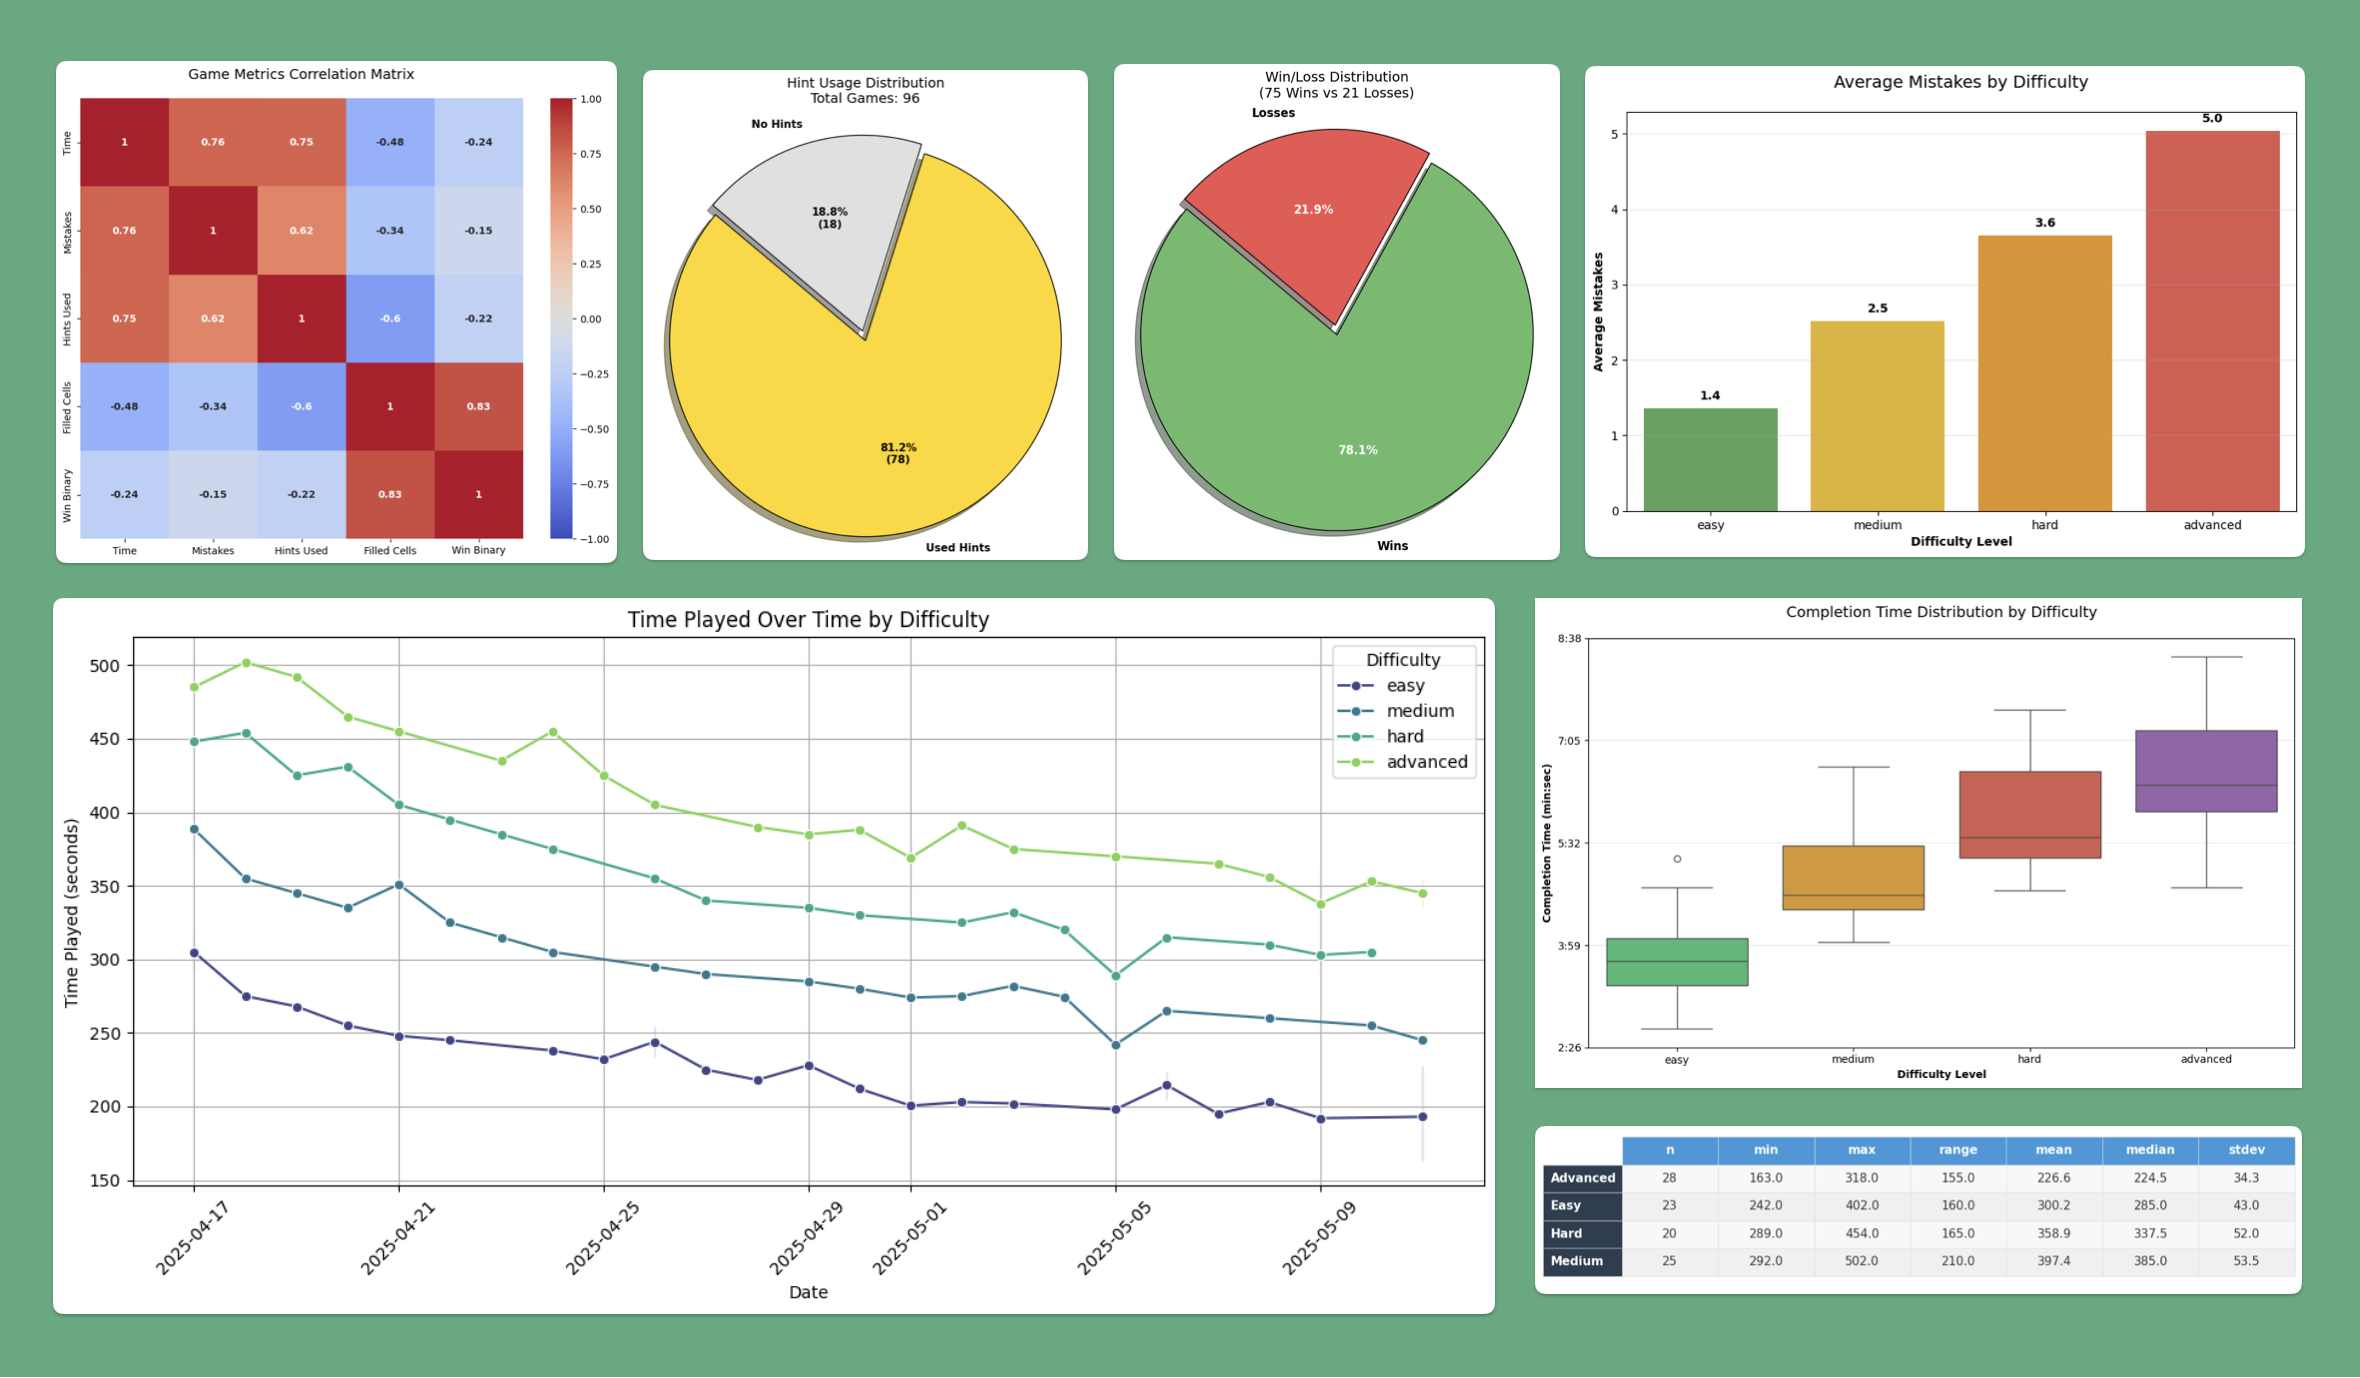 Game Metrics Correlation Matrix
Time
Mistakes
Hints Used
Filled Cells
Win Binary
1 0.76 0.75 -0.48 -0.24
0.76 1 0.62 -0.34 -0.15
0.75 0.62 1 -0.6 -0.22
-0.48 -0.34 -0.6 1 0.83
-0.24 -0.15 -0.22 0.83 1
Time Mistakes Hints Used Filled Cells Win Binary
1.00
0.75
0.50
0.25
0.00
−0.25
−0.50
−0.75
−1.00
Hint Usage Distribution
Total Games: 96
No Hints
18.8%
(18)
81.2%
(78)
Used Hints
Win/Loss Distribution
(75 Wins vs 21 Losses)
Losses
21.9%
78.1%
Wins
Average Mistakes by Difficulty
Average Mistakes
5
4
3
2
1
0
1.4
2.5
3.6
5.0
easy medium hard advanced
Difficulty Level
Time Played Over Time by Difficulty
Time Played (seconds)
500
450
400
350
300
250
200
150
Difficulty
easy
medium
hard
advanced
2025-04-17
2025-04-21
2025-04-25
2025-04-29
2025-05-01
2025-05-05
2025-05-09
Date
Completion Time Distribution by Difficulty
Completion Time (min:sec)
8:38
7:05
5:32
3:59
2:26
easy medium hard advanced
Difficulty Level
n min max range mean median stdev
Advanced 28 163.0 318.0 155.0 226.6 224.5 34.3
Easy 23 242.0 402.0 160.0 300.2 285.0 43.0
Hard 20 289.0 454.0 165.0 358.9 337.5 52.0
Medium 25 292.0 502.0 210.0 397.4 385.0 53.5